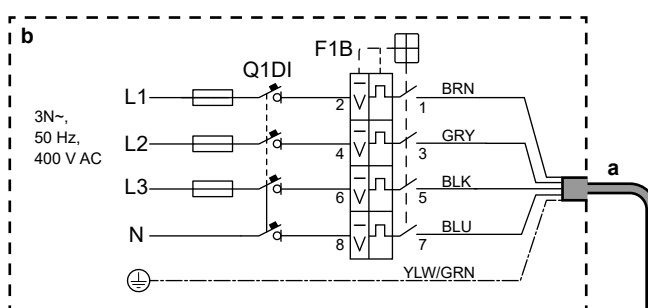 b
F1B
Q1DI
3N~,
50 Hz,
400 V AC
L1
2
1
BRN
L2
4
3
GRY
L3
6
5
BLK
N
8
7
BLU
YLW/GRN
a